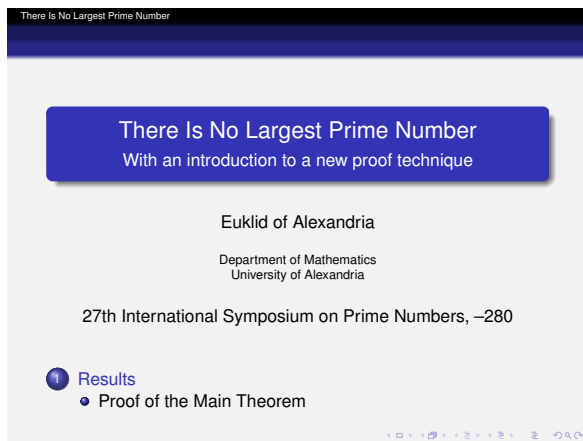 There Is No Largest Prime Number
There Is No Largest Prime Number
With an introduction to a new proof technique
Euklid of Alexandria
Department of Mathematics
University of Alexandria
27th International Symposium on Prime Numbers, –280
1 Results
Proof of the Main Theorem